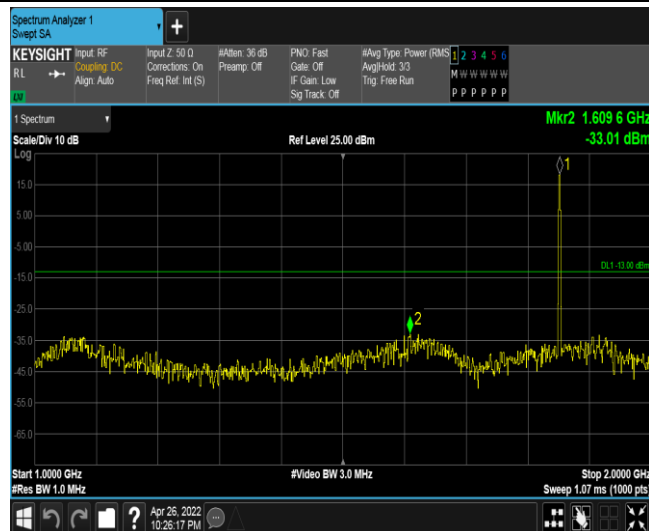 Spectrum Analyzer 1
Swept SA
+
KEYSIGHT Input: RF Input Z: 50 Ω #Atten: 36 dB PNO: Fast #Avg Type: Power (RMS 1 2 3 4 5 6
RL Coupling: DC Corrections: On Preamp: Off Gate: Off Avg|Hold: 3/3 M W W W W W
Align: Auto Freq Ref: Int (S) IF Gain: Low Trig: Free Run
Sig Track: Off P P P P P P
1 Spectrum Mkr2 1.609 6 GHz
Scale/Div 10 dB Ref Level 25.00 dBm -33.01 dBm
Log
1
15.0
5.00
-5.00
DL1 -13.00 dBm
-15.0
-25.0
2
-35.0
-45.0
-55.0
-65.0
Start 1.0000 GHz #Video BW 3.0 MHz Stop 2.0000 GHz
#Res BW 1.0 MHz Sweep 1.07 ms (1000 pts)
? Apr 26, 2022
10:26:17 PM